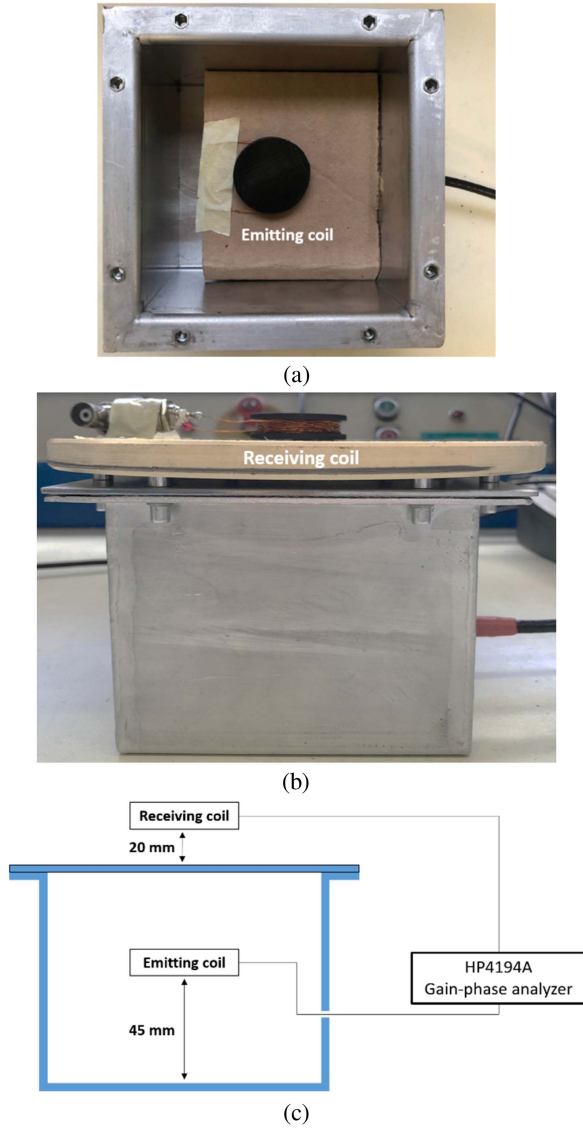 Emitting coil
(a)
Receiving coil
(b)
Receiving coil
20 mm
Emitting coil
45 mm
HP4194A
Gain-phase analyzer
(c)